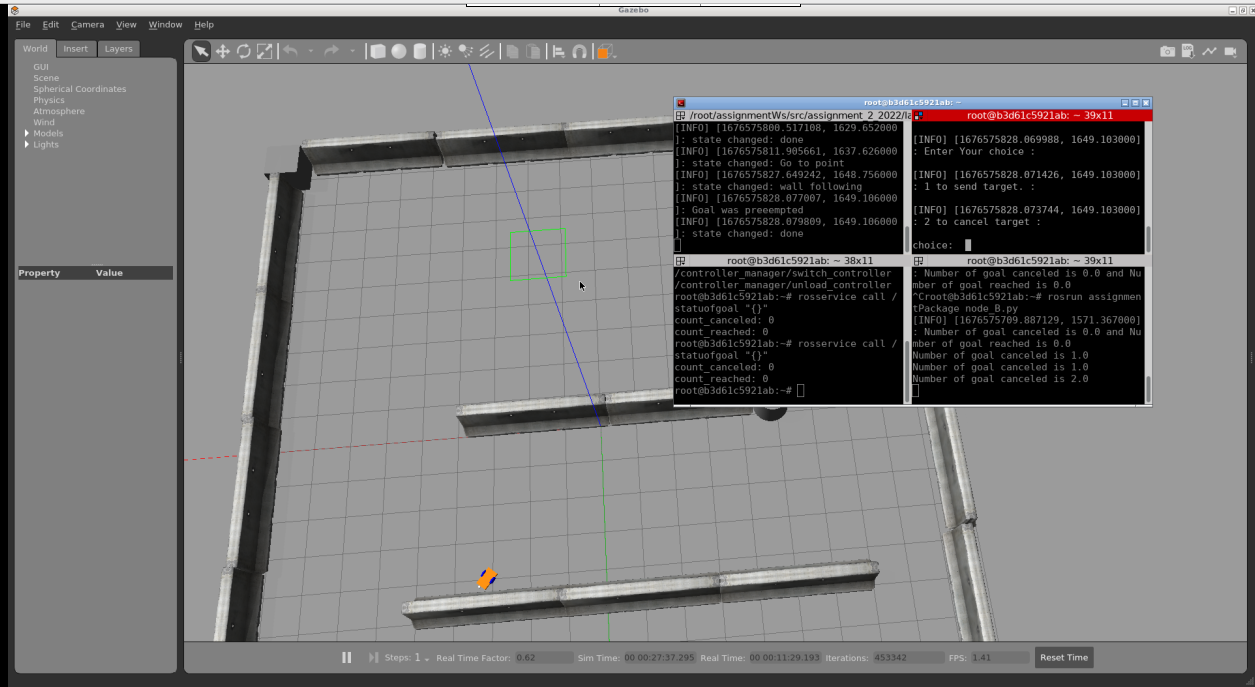 Gazebo
File Edit Camera View Window Help
World Insert Layers
GUI
Scene
Spherical Coordinates
Physics
Atmosphere
Wind
Models
Lights
Property Value
root@b3d61c5921ab: ~
/root/assignmentWs/src/assignment_2_2022/la
[INFO] [1676575800.517108, 1629.652000
]: state changed: done
[INFO] [1676575811.905661, 1637.626000
]: state changed: Go to point
[INFO] [1676575827.649242, 1648.756000
]: state changed: wall following
[INFO] [1676575828.077007, 1649.106000
]: Goal was preeempted
[INFO] [1676575828.079809, 1649.106000
]: state changed: done
root@b3d61c5921ab: ~ 39x11
[INFO] [1676575828.069988, 1649.103000]
: Enter Your choice :
[INFO] [1676575828.071426, 1649.103000]
: 1 to send target. :
[INFO] [1676575828.073744, 1649.103000]
: 2 to cancel target :
choice:
root@b3d61c5921ab: ~ 38x11
/controller_manager/switch_controller
/controller_manager/unload_controller
root@b3d61c5921ab:~# rosservice call /
statuofgoal "{}"
count_canceled: 0
count_reached: 0
root@b3d61c5921ab:~# rosservice call /
statuofgoal "{}"
count_canceled: 0
count_reached: 0
root@b3d61c5921ab:~#
root@b3d61c5921ab: ~ 39x11
: Number of goal canceled is 0.0 and Nu
mber of goal reached is 0.0
^Croot@b3d61c5921ab:~# rosrun assignmen
tPackage node_B.py
[INFO] [1676575709.887129, 1571.367000]
: Number of goal canceled is 0.0 and Nu
mber of goal reached is 0.0
Number of goal canceled is 1.0
Number of goal canceled is 1.0
Number of goal canceled is 2.0
Steps: 1 Real Time Factor: 0.62 Sim Time: 00 00:27:37.295 Real Time: 00 00:11:29.193 Iterations: 453342 FPS: 1.41 Reset Time